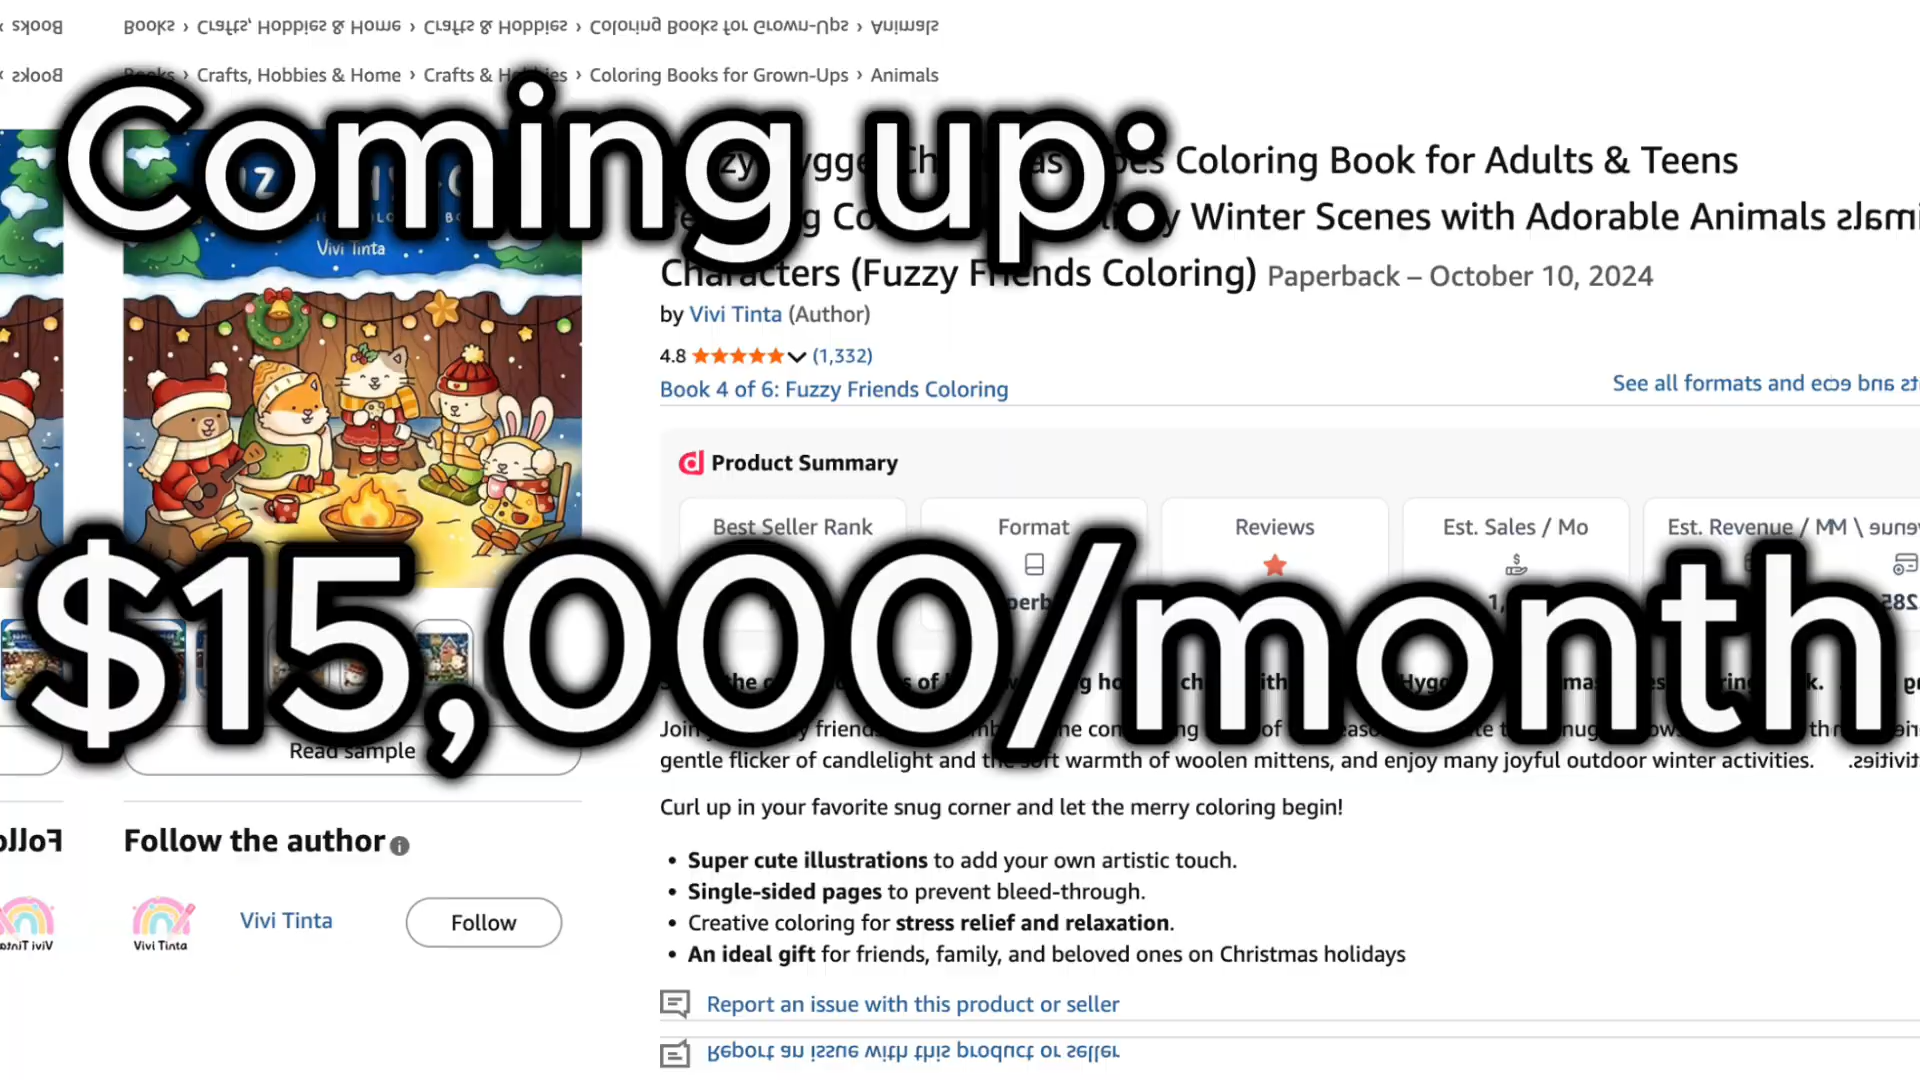 Books › Crafts, Hobbies & Home › Crafts & Hobbies › Coloring Books for Grown-Ups › Animals
Books › Crafts, Hobbies & Home › Crafts & Hobbies › Coloring Books for Grown-Ups › Animals
Coming up:
Coloring Book for Adults & Teens
Winter Scenes with Adorable Animals
Characters (Fuzzy Friends Coloring) Paperback – October 10, 2024
Vivi Tinta
by Vivi Tinta (Author)
4.8 (1,332)
Book 4 of 6: Fuzzy Friends Coloring
See all formats and
Product Summary
Best Seller Rank
Format
Reviews
Est. Sales / Mo
Est. Revenue / M
$15,000/month
Read sample
gentle flicker of candlelight and the soft warmth of woolen mittens, and enjoy many joyful outdoor winter activities.
Curl up in your favorite snug corner and let the merry coloring begin!
Follow the author
• Super cute illustrations to add your own artistic touch.
• Single-sided pages to prevent bleed-through.
• Creative coloring for stress relief and relaxation.
• An ideal gift for friends, family, and beloved ones on Christmas holidays
Vivi Tinta
Vivi Tinta
Follow
Report an issue with this product or seller
Report an issue with this product or seller